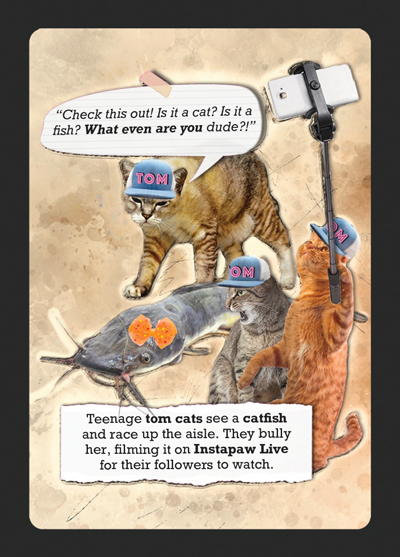 “Check this out! Is it a cat? Is it a
fish? What even are you dude?!”
TOM
TOM
TOM
Teenage tom cats see a catfish
and race up the aisle. They bully
her, filming it on Instapaw Live
for their followers to watch.